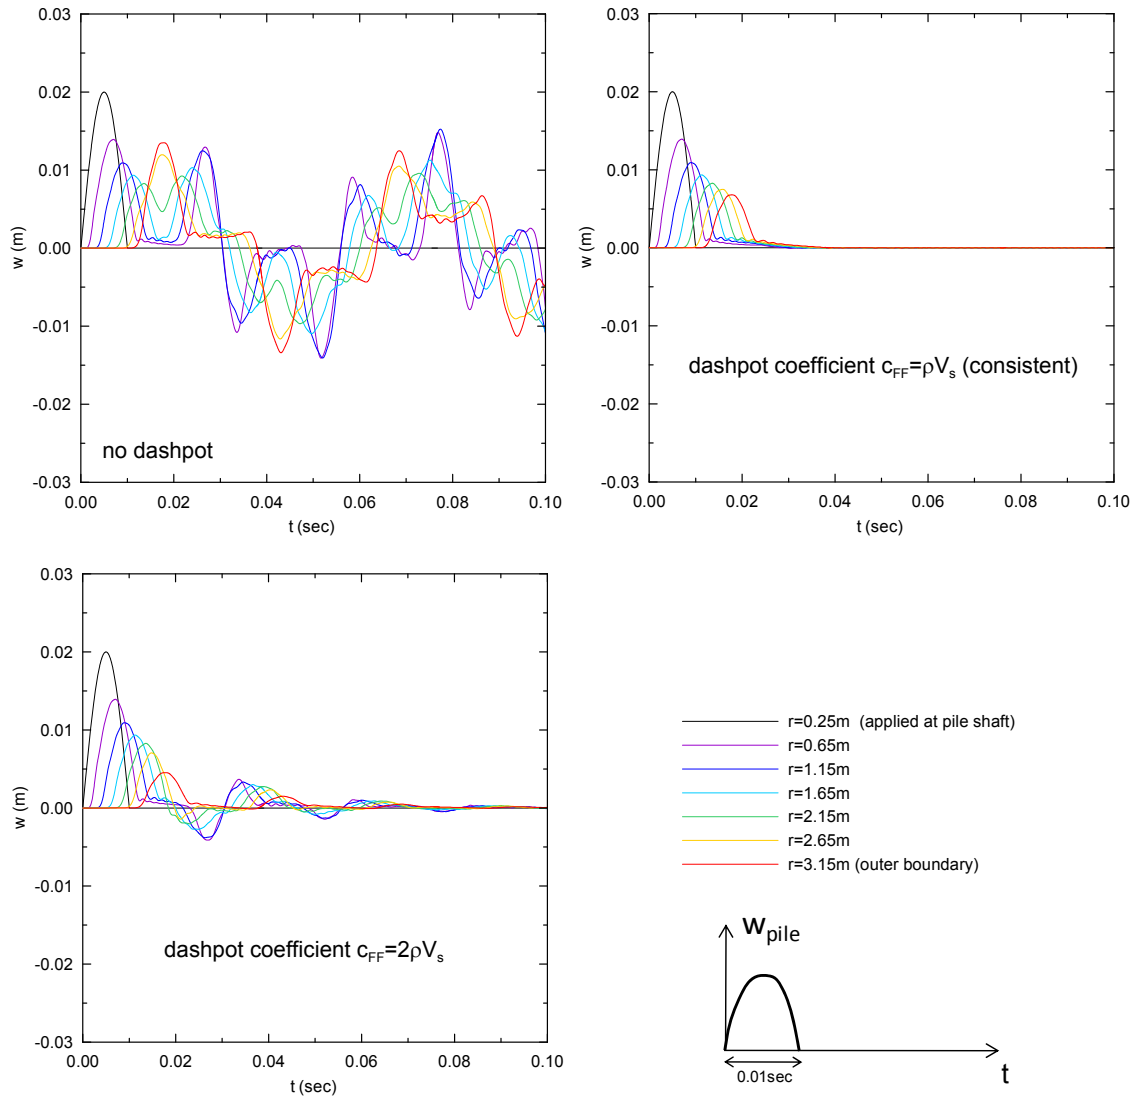 0.03
0.02
0.01
0.00
-0.01
-0.02
-0.03
w (m)
no dashpot
0.00 0.02 0.04 0.06 0.08 0.10
t (sec)
0.03
0.02
0.01
0.00
-0.01
-0.02
-0.03
w (m)
dashpot coefficient c_FF=ρV_s (consistent)
0.00 0.02 0.04 0.06 0.08 0.10
t (sec)
0.03
0.02
0.01
0.00
-0.01
-0.02
-0.03
w (m)
dashpot coefficient c_FF=2ρV_s
0.00 0.02 0.04 0.06 0.08 0.10
t (sec)
r=0.25m (applied at pile shaft)
r=0.65m
r=1.15m
r=1.65m
r=2.15m
r=2.65m
r=3.15m (outer boundary)
w_pile
0.01sec
t